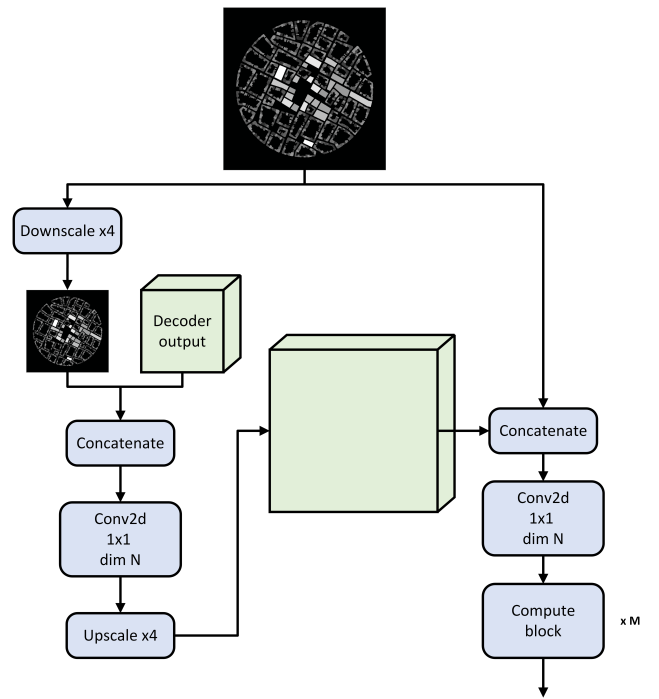 Downscale x4
Decoder
output
Concatenate
Conv2d
1x1
dim N
Upscale x4
Concatenate
Conv2d
1x1
dim N
Compute
block
x M